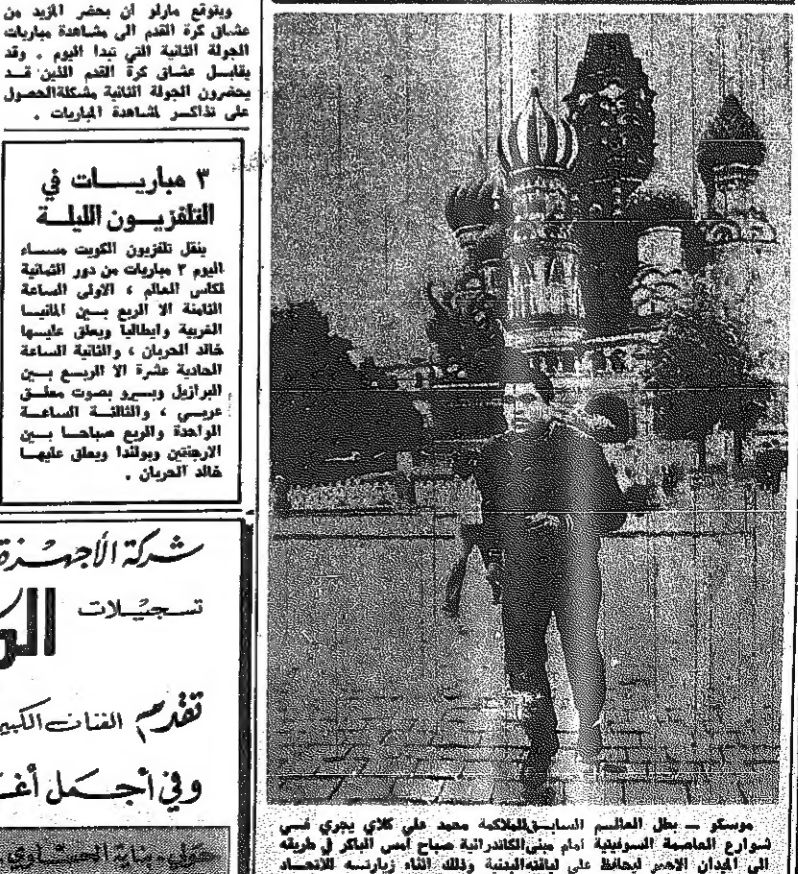 ويتوقع مارلو ان يحضر المزيد من
عشاق كرة القدم الى مشاهدة مباريات
الجولة الثانية التي تبدا اليوم . وقد
يقابل عشاق كرة القدم الذين قد
يحضرون الجولة الثانية مشكلة الحصول
على تذاكر لمشاهدة المباريات .
٣ مباريات في
التلفزيون الليلة
ينقل تلفزيون الكويت مساء
اليوم ٣ مباريات من دور الثمانية
لكاس العالم ، الاولى الساعة
الثامنة الا الربع بين المانيا
الغربية وايطاليا ويعلق عليها
خالد الحربان ، والثانية الساعة
الحادية عشرة الا الربع بين
البرازيل وبيرو بصوت معلق
عربي ، والثالثة الساعة
الواحدة والربع صباحا بين
الارجنتين وبولندا ويعلق عليها
خالد الحربان .
شركة الأجهزة
تسجيلات
تقدم الفنان الكبير
وفي أجمل أغـ
حولي - بناية الحساوي
موسكو ــ بطل العالم السابق للملاكمة محمد علي كلاي يجري في
شوارع العاصمة السوفيتية امام مبنى الكاتدرائية صباح امس الباكر في طريقه
الى الميدان الاحمر ليحافظ على لياقته البدنية وذلك اثناء زيارته للاتحاد